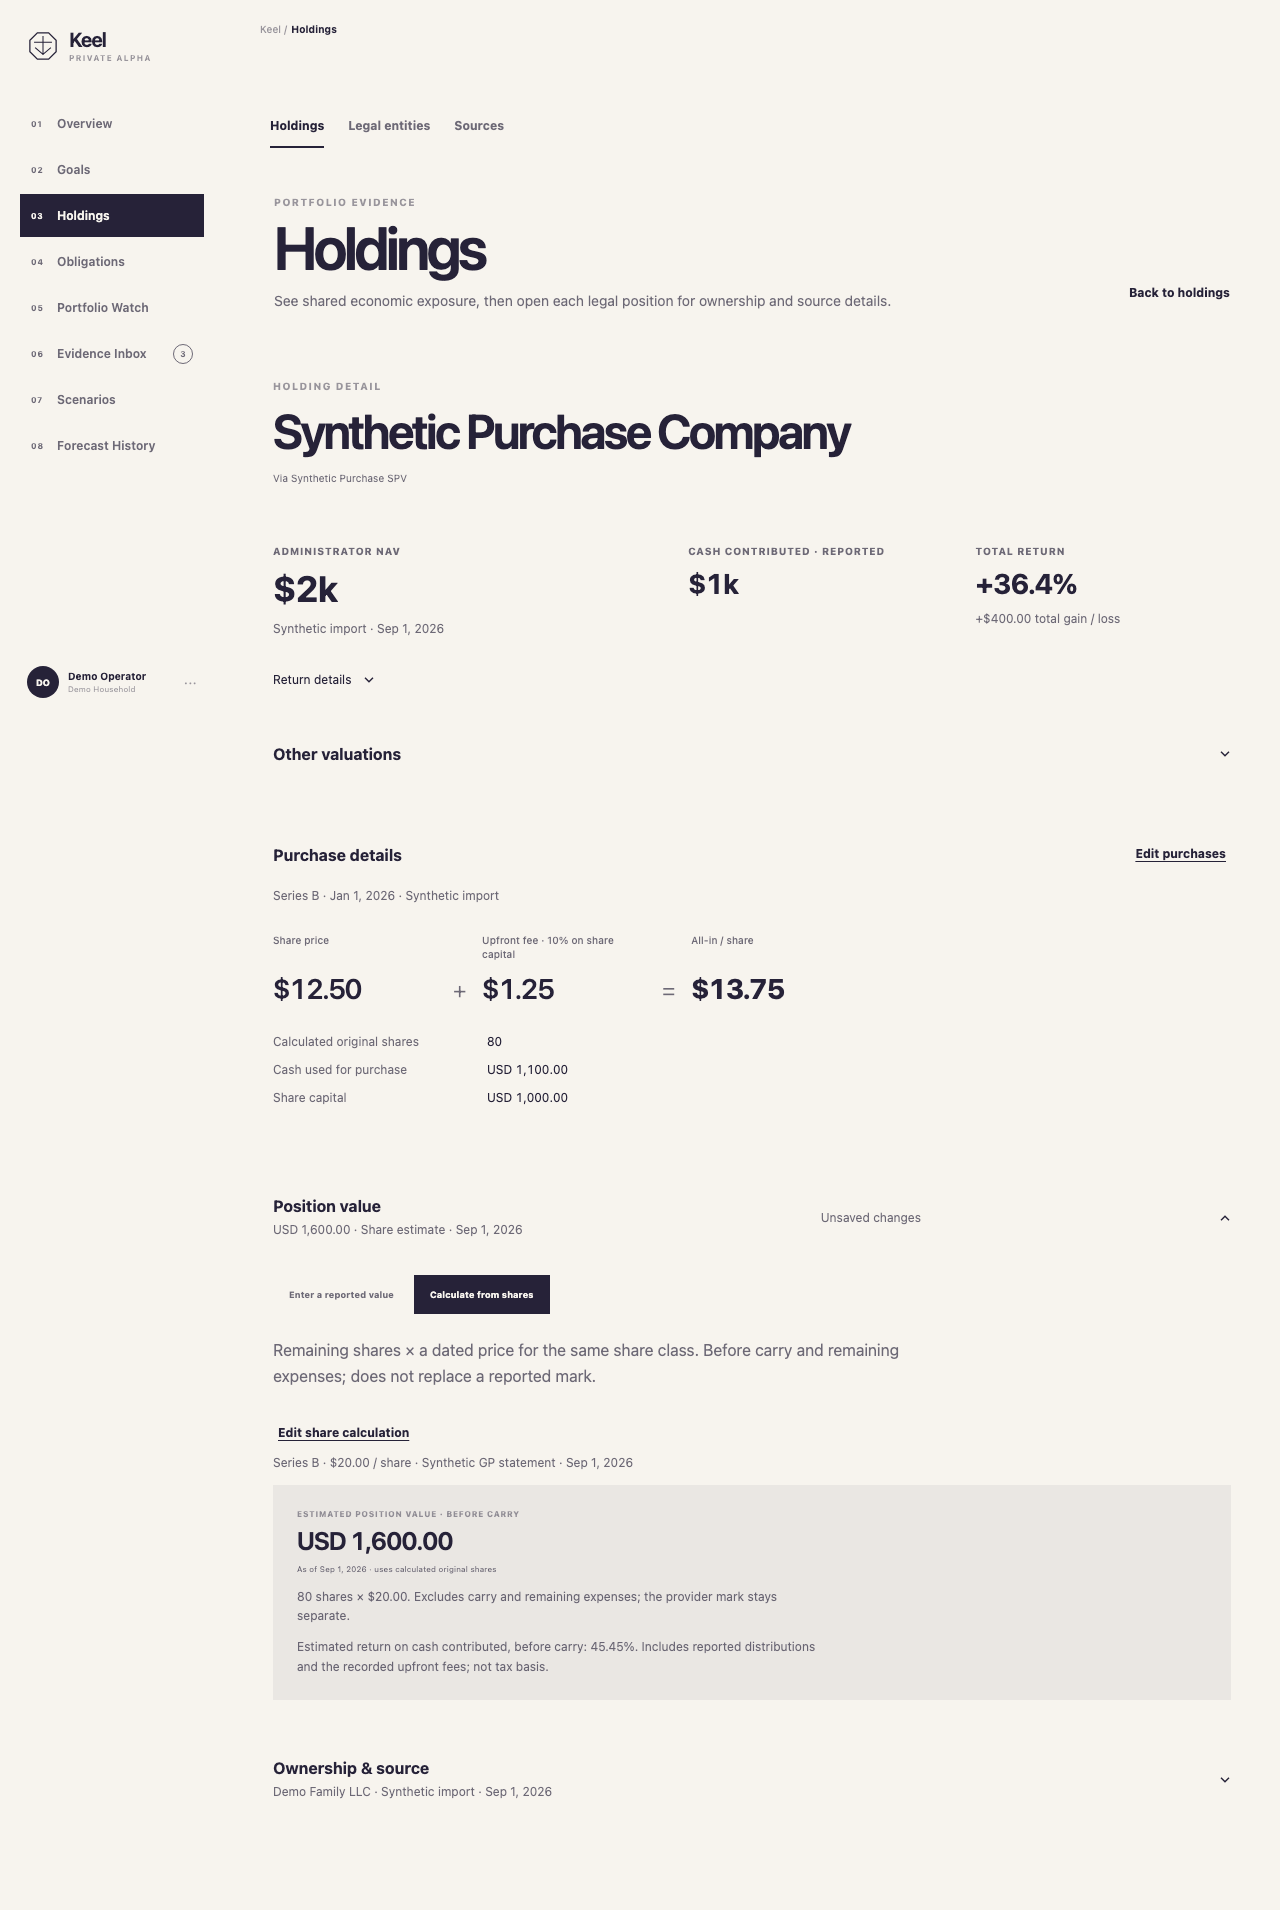 Keel
PRIVATE ALPHA
01 Overview
02 Goals
03 Holdings
04 Obligations
05 Portfolio Watch
06 Evidence Inbox 3
07 Scenarios
08 Forecast History
DO
Demo Operator
Demo Household
...
Keel / Holdings
Holdings Legal entities Sources
PORTFOLIO EVIDENCE
Holdings
See shared economic exposure, then open each legal position for ownership and source details.
Back to holdings
HOLDING DETAIL
Synthetic Purchase Company
Via Synthetic Purchase SPV
ADMINISTRATOR NAV
$2k
Synthetic import · Sep 1, 2026
CASH CONTRIBUTED · REPORTED
$1k
TOTAL RETURN
+36.4%
+$400.00 total gain / loss
Return details
Other valuations
Purchase details
Edit purchases
Series B · Jan 1, 2026 · Synthetic import
Share price
$12.50
+
Upfront fee · 10% on share
capital
$1.25
=
All-in / share
$13.75
Calculated original shares 80
Cash used for purchase USD 1,100.00
Share capital USD 1,000.00
Position value
USD 1,600.00 · Share estimate · Sep 1, 2026
Unsaved changes
Enter a reported value
Calculate from shares
Remaining shares × a dated price for the same share class. Before carry and remaining
expenses; does not replace a reported mark.
Edit share calculation
Series B · $20.00 / share · Synthetic GP statement · Sep 1, 2026
ESTIMATED POSITION VALUE · BEFORE CARRY
USD 1,600.00
As of Sep 1, 2026 · uses calculated original shares
80 shares × $20.00. Excludes carry and remaining expenses; the provider mark stays
separate.
Estimated return on cash contributed, before carry: 45.45%. Includes reported distributions
and the recorded upfront fees; not tax basis.
Ownership & source
Demo Family LLC · Synthetic import · Sep 1, 2026